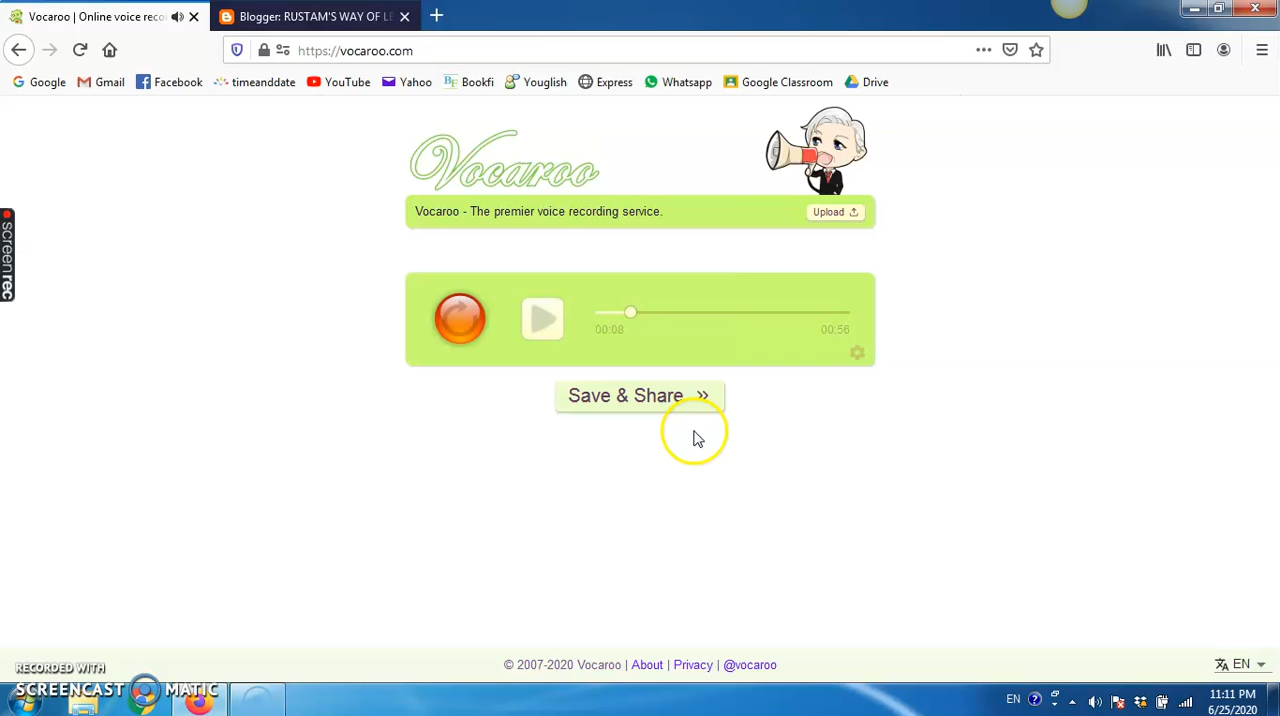 Vocaroo | Online voice reco
Blogger: RUSTAM'S WAY OF LE
https://vocaroo.com
Google Gmail Facebook timeanddate YouTube Yahoo Bookfi Youglish Express Whatsapp Google Classroom Drive
Vocaroo
Vocaroo - The premier voice recording service.
Upload
screenrec
00:08
00:56
Save & Share »
© 2007-2020 Vocaroo | About | Privacy | @vocaroo
EN
RECORDED WITH
SCREENCAST MATIC
EN
11:11 PM
6/25/2020